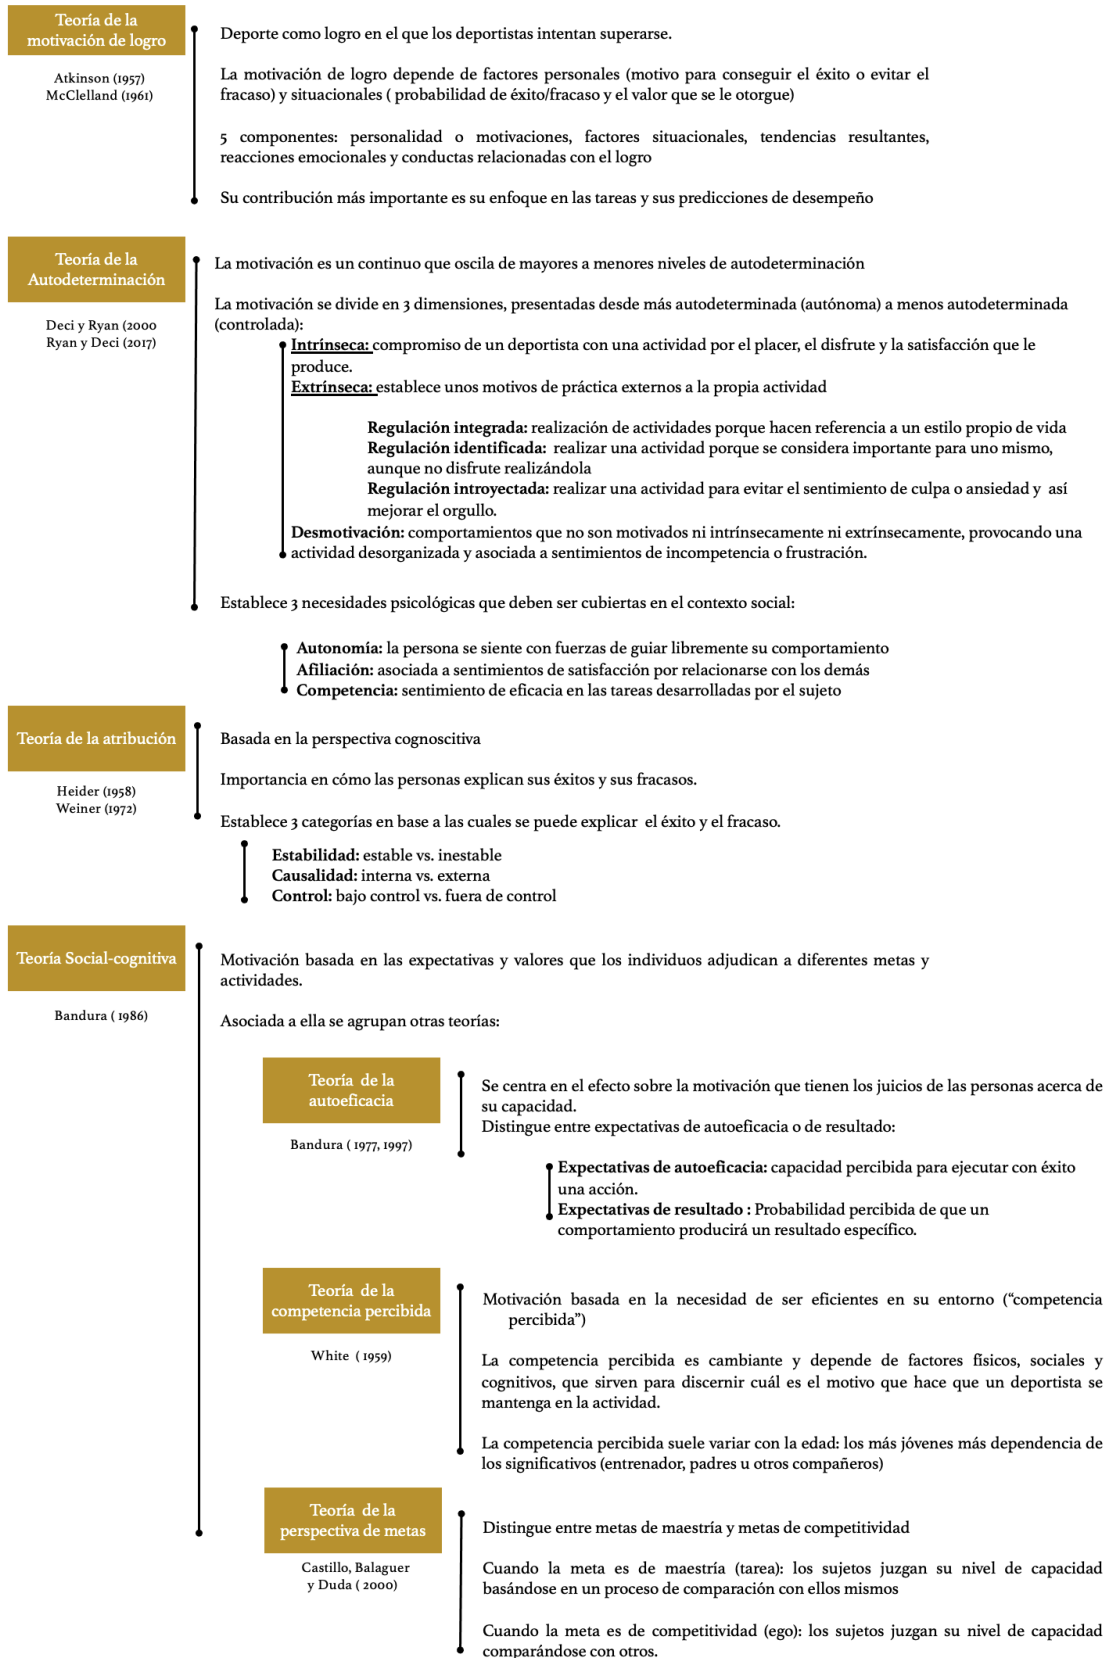 Teoría de la
motivación de logro
Atkinson (1957)
McClelland (1961)
Deporte como logro en el que los deportistas intentan superarse.
La motivación de logro depende de factores personales (motivo para conseguir el éxito o evitar el
fracaso) y situacionales ( probabilidad de éxito/fracaso y el valor que se le otorgue)
5 componentes: personalidad o motivaciones, factores situacionales, tendencias resultantes,
reacciones emocionales y conductas relacionadas con el logro
Su contribución más importante es su enfoque en las tareas y sus predicciones de desempeño
Teoría de la
Autodeterminación
Deci y Ryan (2000
Ryan y Deci (2017)
La motivación es un continuo que oscila de mayores a menores niveles de autodeterminación
La motivación se divide en 3 dimensiones, presentadas desde más autodeterminada (autónoma) a menos autodeterminada
(controlada):
Intrínseca: compromiso de un deportista con una actividad por el placer, el disfrute y la satisfacción que le
produce.
Extrínseca: establece unos motivos de práctica externos a la propia actividad
Regulación integrada: realización de actividades porque hacen referencia a un estilo propio de vida
Regulación identificada: realizar una actividad porque se considera importante para uno mismo,
aunque no disfrute realizándola
Regulación introyectada: realizar una actividad para evitar el sentimiento de culpa o ansiedad y así
mejorar el orgullo.
Desmotivación: comportamientos que no son motivados ni intrínsecamente ni extrínsecamente, provocando una
actividad desorganizada y asociada a sentimientos de incompetencia o frustración.
Establece 3 necesidades psicológicas que deben ser cubiertas en el contexto social:
Autonomía: la persona se siente con fuerzas de guiar libremente su comportamiento
Afiliación: asociada a sentimientos de satisfacción por relacionarse con los demás
Competencia: sentimiento de eficacia en las tareas desarrolladas por el sujeto
Teoría de la atribución
Heider (1958)
Weiner (1972)
Basada en la perspectiva cognoscitiva
Importancia en cómo las personas explican sus éxitos y sus fracasos.
Establece 3 categorías en base a las cuales se puede explicar el éxito y el fracaso.
Estabilidad: estable vs. inestable
Causalidad: interna vs. externa
Control: bajo control vs. fuera de control
Teoría Social-cognitiva
Bandura ( 1986)
Motivación basada en las expectativas y valores que los individuos adjudican a diferentes metas y
actividades.
Asociada a ella se agrupan otras teorías:
Teoría de la
autoeficacia
Bandura ( 1977, 1997)
Se centra en el efecto sobre la motivación que tienen los juicios de las personas acerca de
su capacidad.
Distingue entre expectativas de autoeficacia o de resultado:
Expectativas de autoeficacia: capacidad percibida para ejecutar con éxito
una acción.
Expectativas de resultado : Probabilidad percibida de que un
comportamiento producirá un resultado específico.
Teoría de la
competencia percibida
White ( 1959)
Motivación basada en la necesidad de ser eficientes en su entorno (“competencia
percibida”)
La competencia percibida es cambiante y depende de factores físicos, sociales y
cognitivos, que sirven para discernir cuál es el motivo que hace que un deportista se
mantenga en la actividad.
La competencia percibida suele variar con la edad: los más jóvenes más dependencia de
los significativos (entrenador, padres u otros compañeros)
Teoría de la
perspectiva de metas
Castillo, Balaguer
y Duda ( 2000)
Distingue entre metas de maestría y metas de competitividad
Cuando la meta es de maestría (tarea): los sujetos juzgan su nivel de capacidad
basándose en un proceso de comparación con ellos mismos
Cuando la meta es de competitividad (ego): los sujetos juzgan su nivel de capacidad
comparándose con otros.